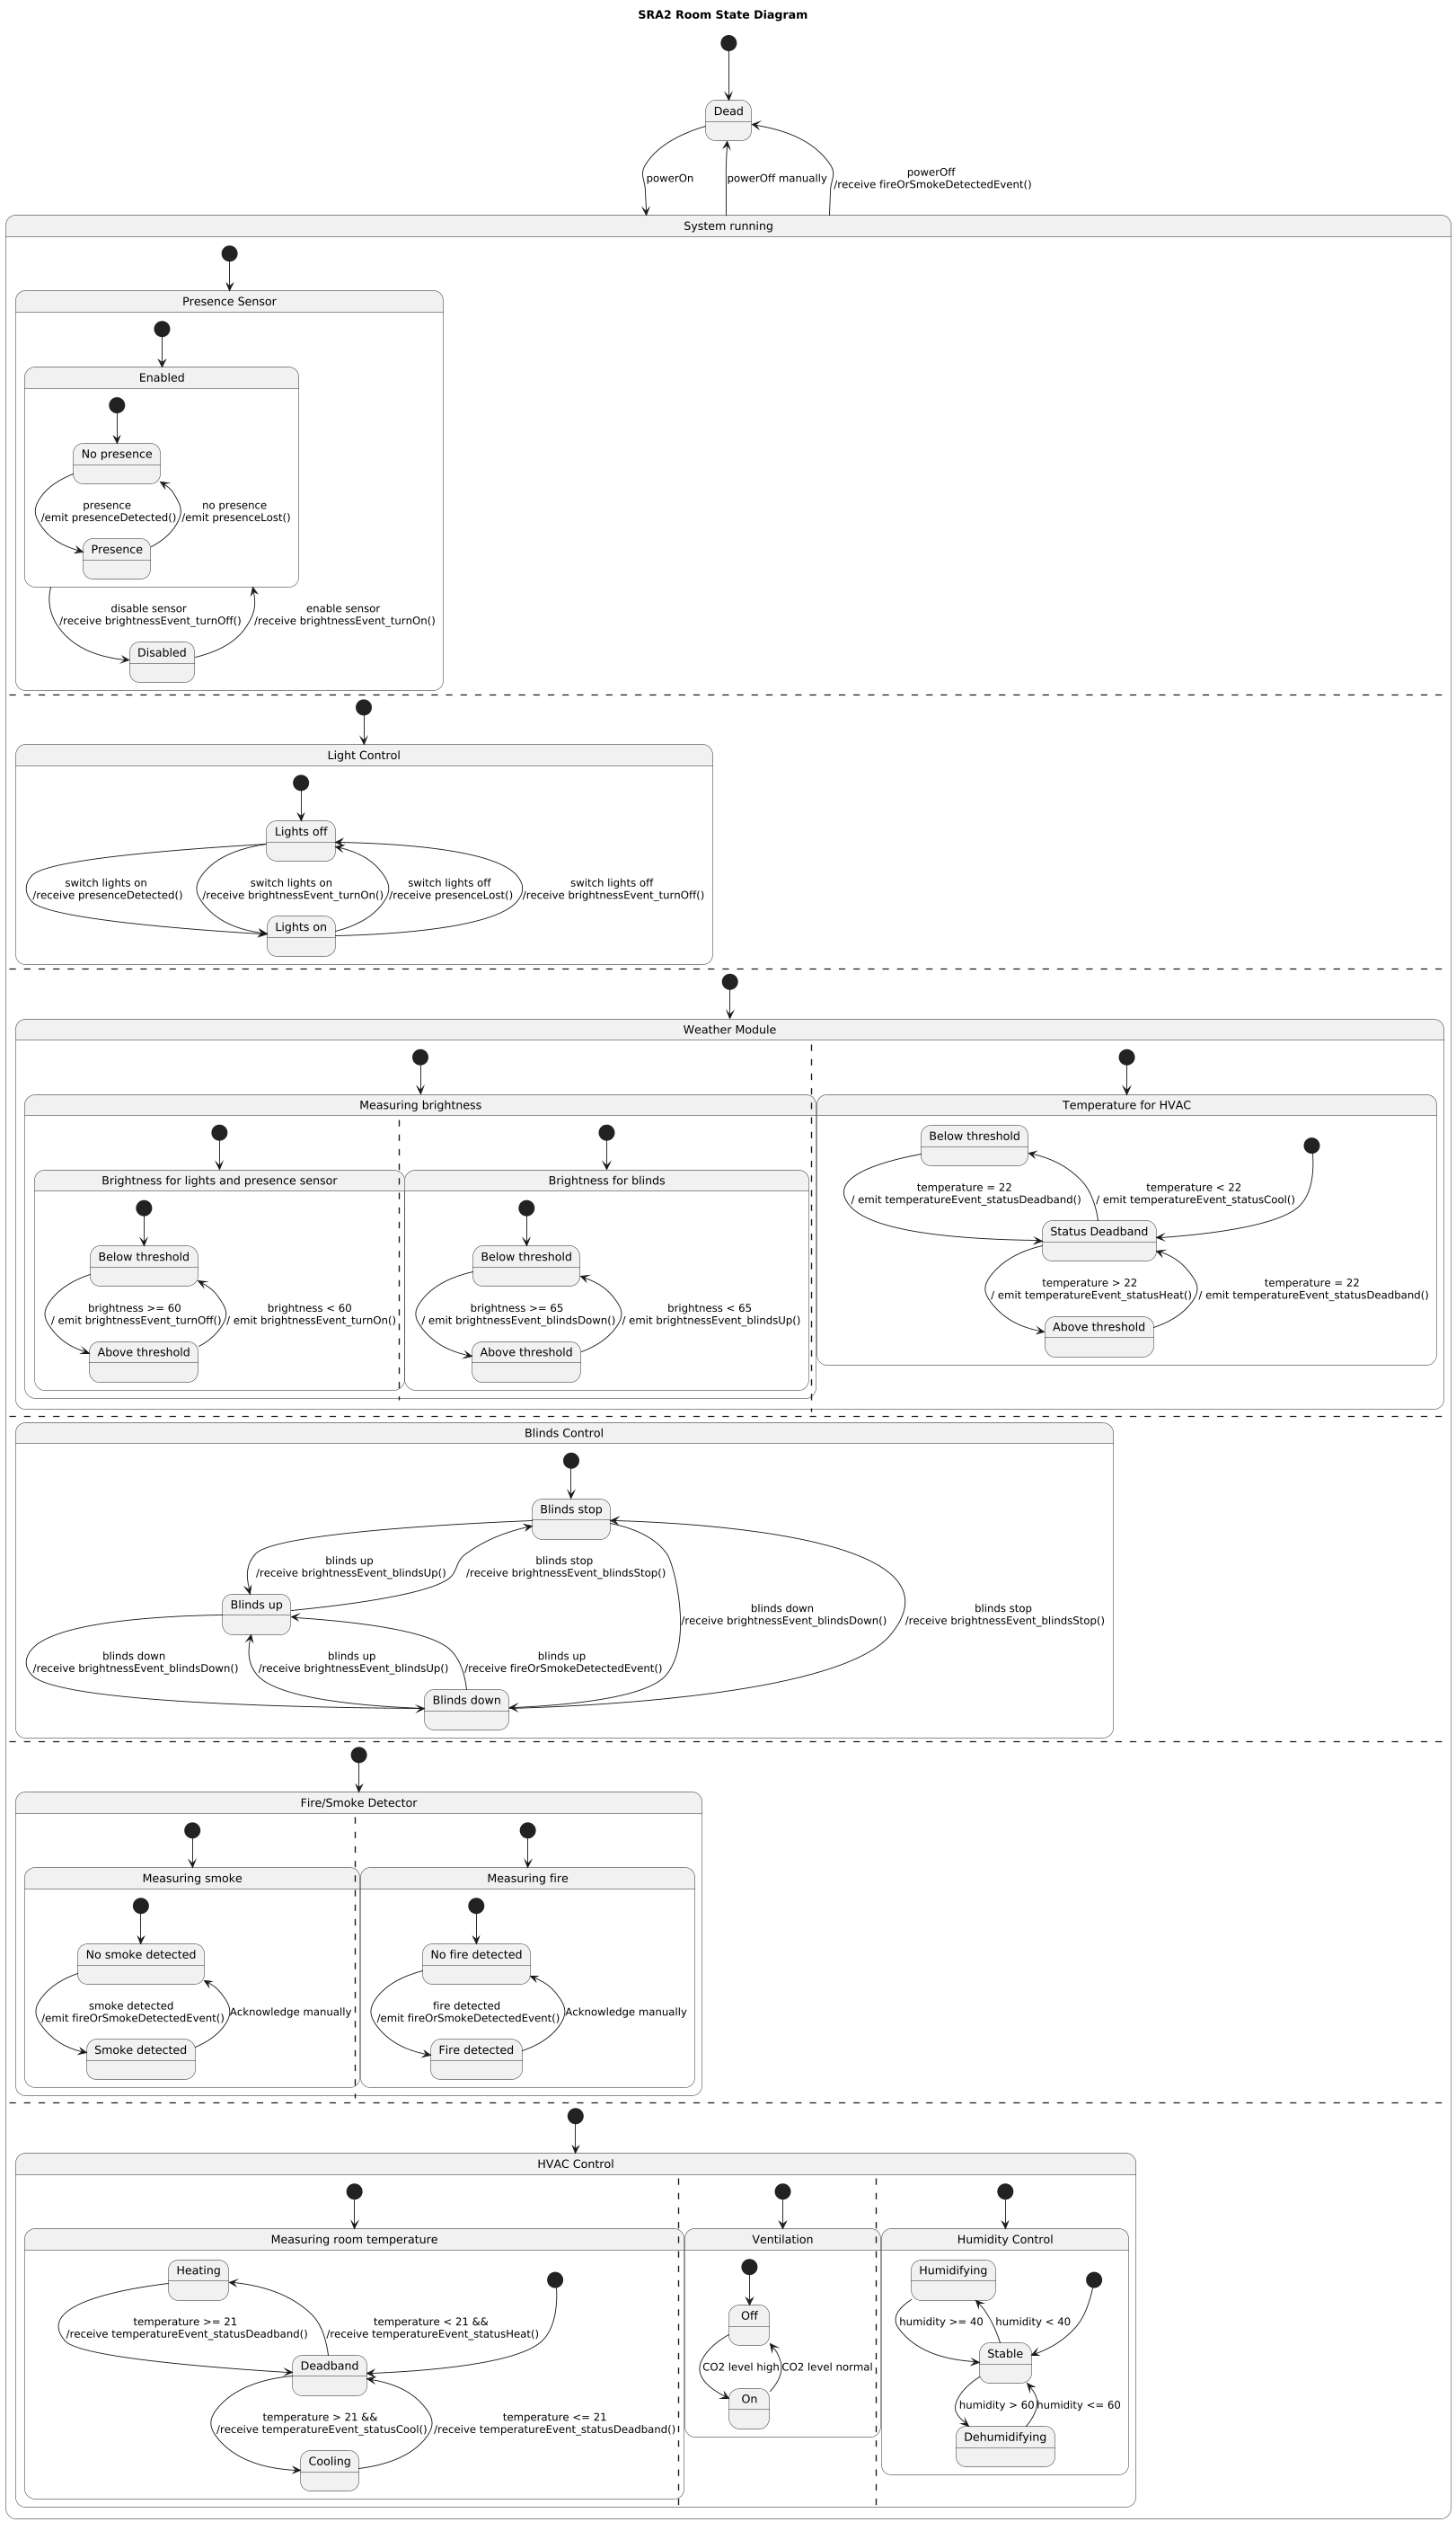 SRA2 Room State Diagram
Dead
powerOn
powerOff manually
powerOff
/receive fireOrSmokeDetectedEvent()
System running
Presence Sensor
Enabled
No presence
presence
/emit presenceDetected()
no presence
/emit presenceLost()
Presence
disable sensor
/receive brightnessEvent_turnOff()
enable sensor
/receive brightnessEvent_turnOn()
Disabled
Light Control
Lights off
switch lights on
/receive presenceDetected()
switch lights on
/receive brightnessEvent_turnOn()
switch lights off
/receive presenceLost()
switch lights off
/receive brightnessEvent_turnOff()
Lights on
Weather Module
Measuring brightness
Brightness for lights and presence sensor
Below threshold
brightness >= 60
/ emit brightnessEvent_turnOff()
brightness < 60
/ emit brightnessEvent_turnOn()
Above threshold
Brightness for blinds
Below threshold
brightness >= 65
/ emit brightnessEvent_blindsDown()
brightness < 65
/ emit brightnessEvent_blindsUp()
Above threshold
Temperature for HVAC
Below threshold
temperature = 22
/ emit temperatureEvent_statusDeadband()
temperature < 22
/ emit temperatureEvent_statusCool()
Status Deadband
temperature > 22
/ emit temperatureEvent_statusHeat()
temperature = 22
/ emit temperatureEvent_statusDeadband()
Above threshold
Blinds Control
Blinds stop
blinds up
/receive brightnessEvent_blindsUp()
blinds stop
/receive brightnessEvent_blindsStop()
Blinds up
blinds down
/receive brightnessEvent_blindsDown()
blinds stop
/receive brightnessEvent_blindsStop()
blinds down
/receive brightnessEvent_blindsDown()
blinds up
/receive brightnessEvent_blindsUp()
blinds up
/receive fireOrSmokeDetectedEvent()
Blinds down
Fire/Smoke Detector
Measuring smoke
No smoke detected
smoke detected
/emit fireOrSmokeDetectedEvent()
Acknowledge manually
Smoke detected
Measuring fire
No fire detected
fire detected
/emit fireOrSmokeDetectedEvent()
Acknowledge manually
Fire detected
HVAC Control
Measuring room temperature
Heating
temperature >= 21
/receive temperatureEvent_statusDeadband()
temperature < 21 &&
/receive temperatureEvent_statusHeat()
Deadband
temperature > 21 &&
/receive temperatureEvent_statusCool()
temperature <= 21
/receive temperatureEvent_statusDeadband()
Cooling
Ventilation
Off
CO2 level high
CO2 level normal
On
Humidity Control
Humidifying
humidity >= 40
humidity < 40
Stable
humidity > 60
humidity <= 60
Dehumidifying